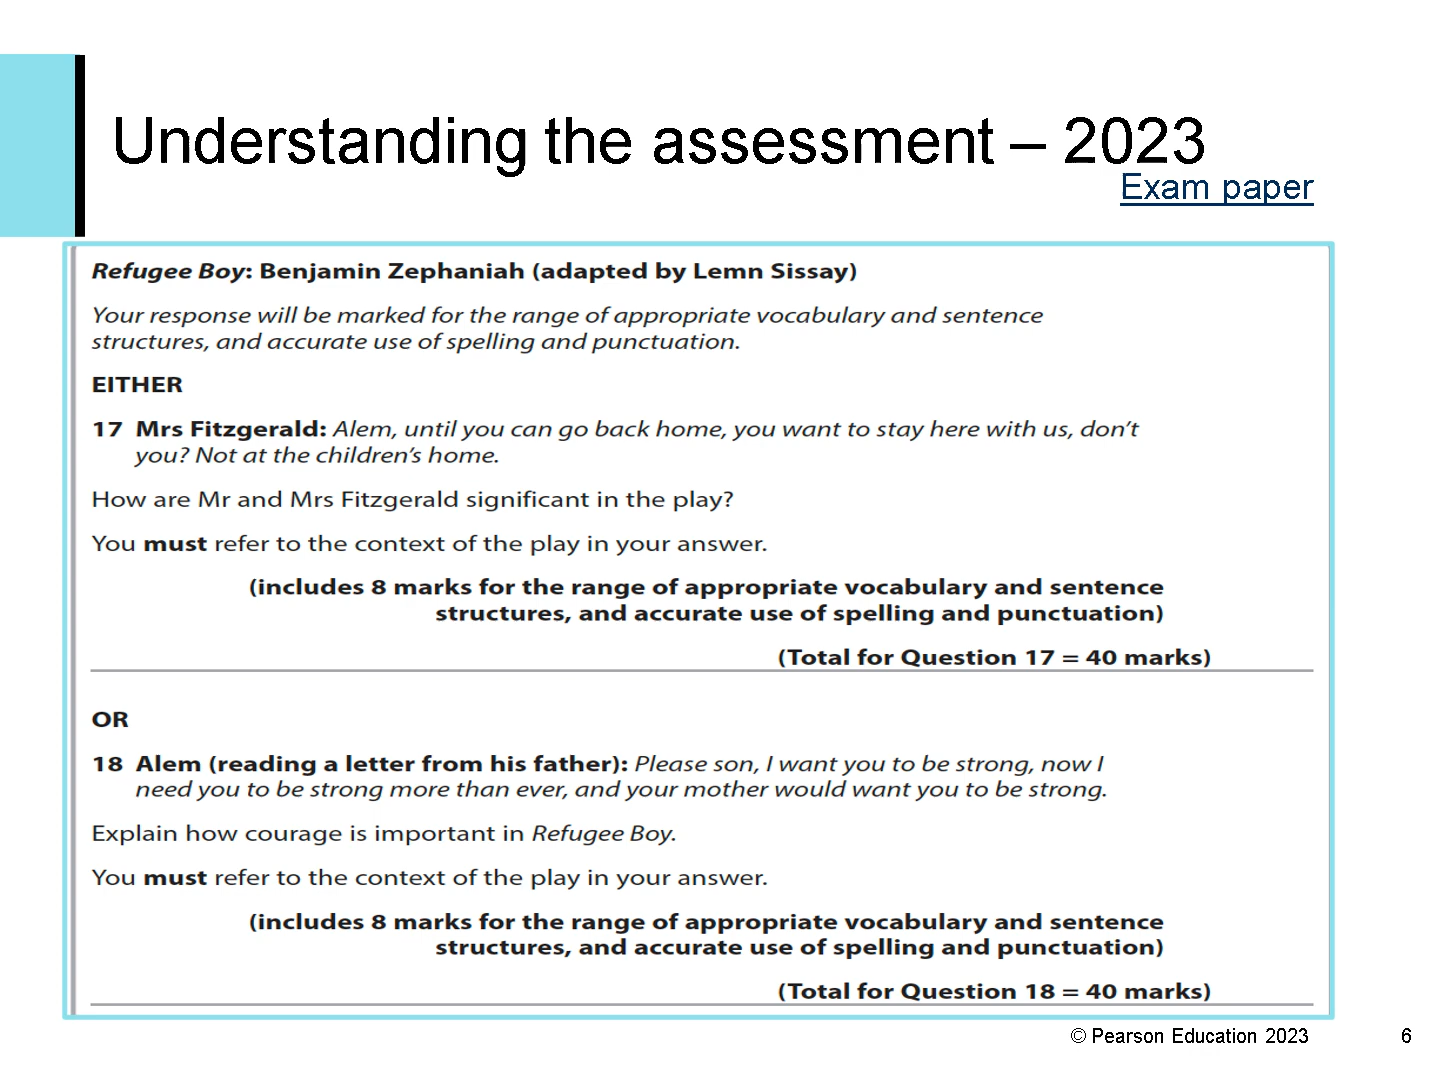 Understanding the assessment – 2023
Exam paper
Refugee Boy: Benjamin Zephaniah (adapted by Lemn Sissay)
Your response will be marked for the range of appropriate vocabulary and sentence
structures, and accurate use of spelling and punctuation.
EITHER
17 Mrs Fitzgerald: Alem, until you can go back home, you want to stay here with us, don’t
you? Not at the children’s home.
How are Mr and Mrs Fitzgerald significant in the play?
You must refer to the context of the play in your answer.
(includes 8 marks for the range of appropriate vocabulary and sentence
structures, and accurate use of spelling and punctuation)
(Total for Question 17 = 40 marks)
OR
18 Alem (reading a letter from his father): Please son, I want you to be strong, now I
need you to be strong more than ever, and your mother would want you to be strong.
Explain how courage is important in Refugee Boy.
You must refer to the context of the play in your answer.
(includes 8 marks for the range of appropriate vocabulary and sentence
structures, and accurate use of spelling and punctuation)
(Total for Question 18 = 40 marks)
© Pearson Education 2023 6